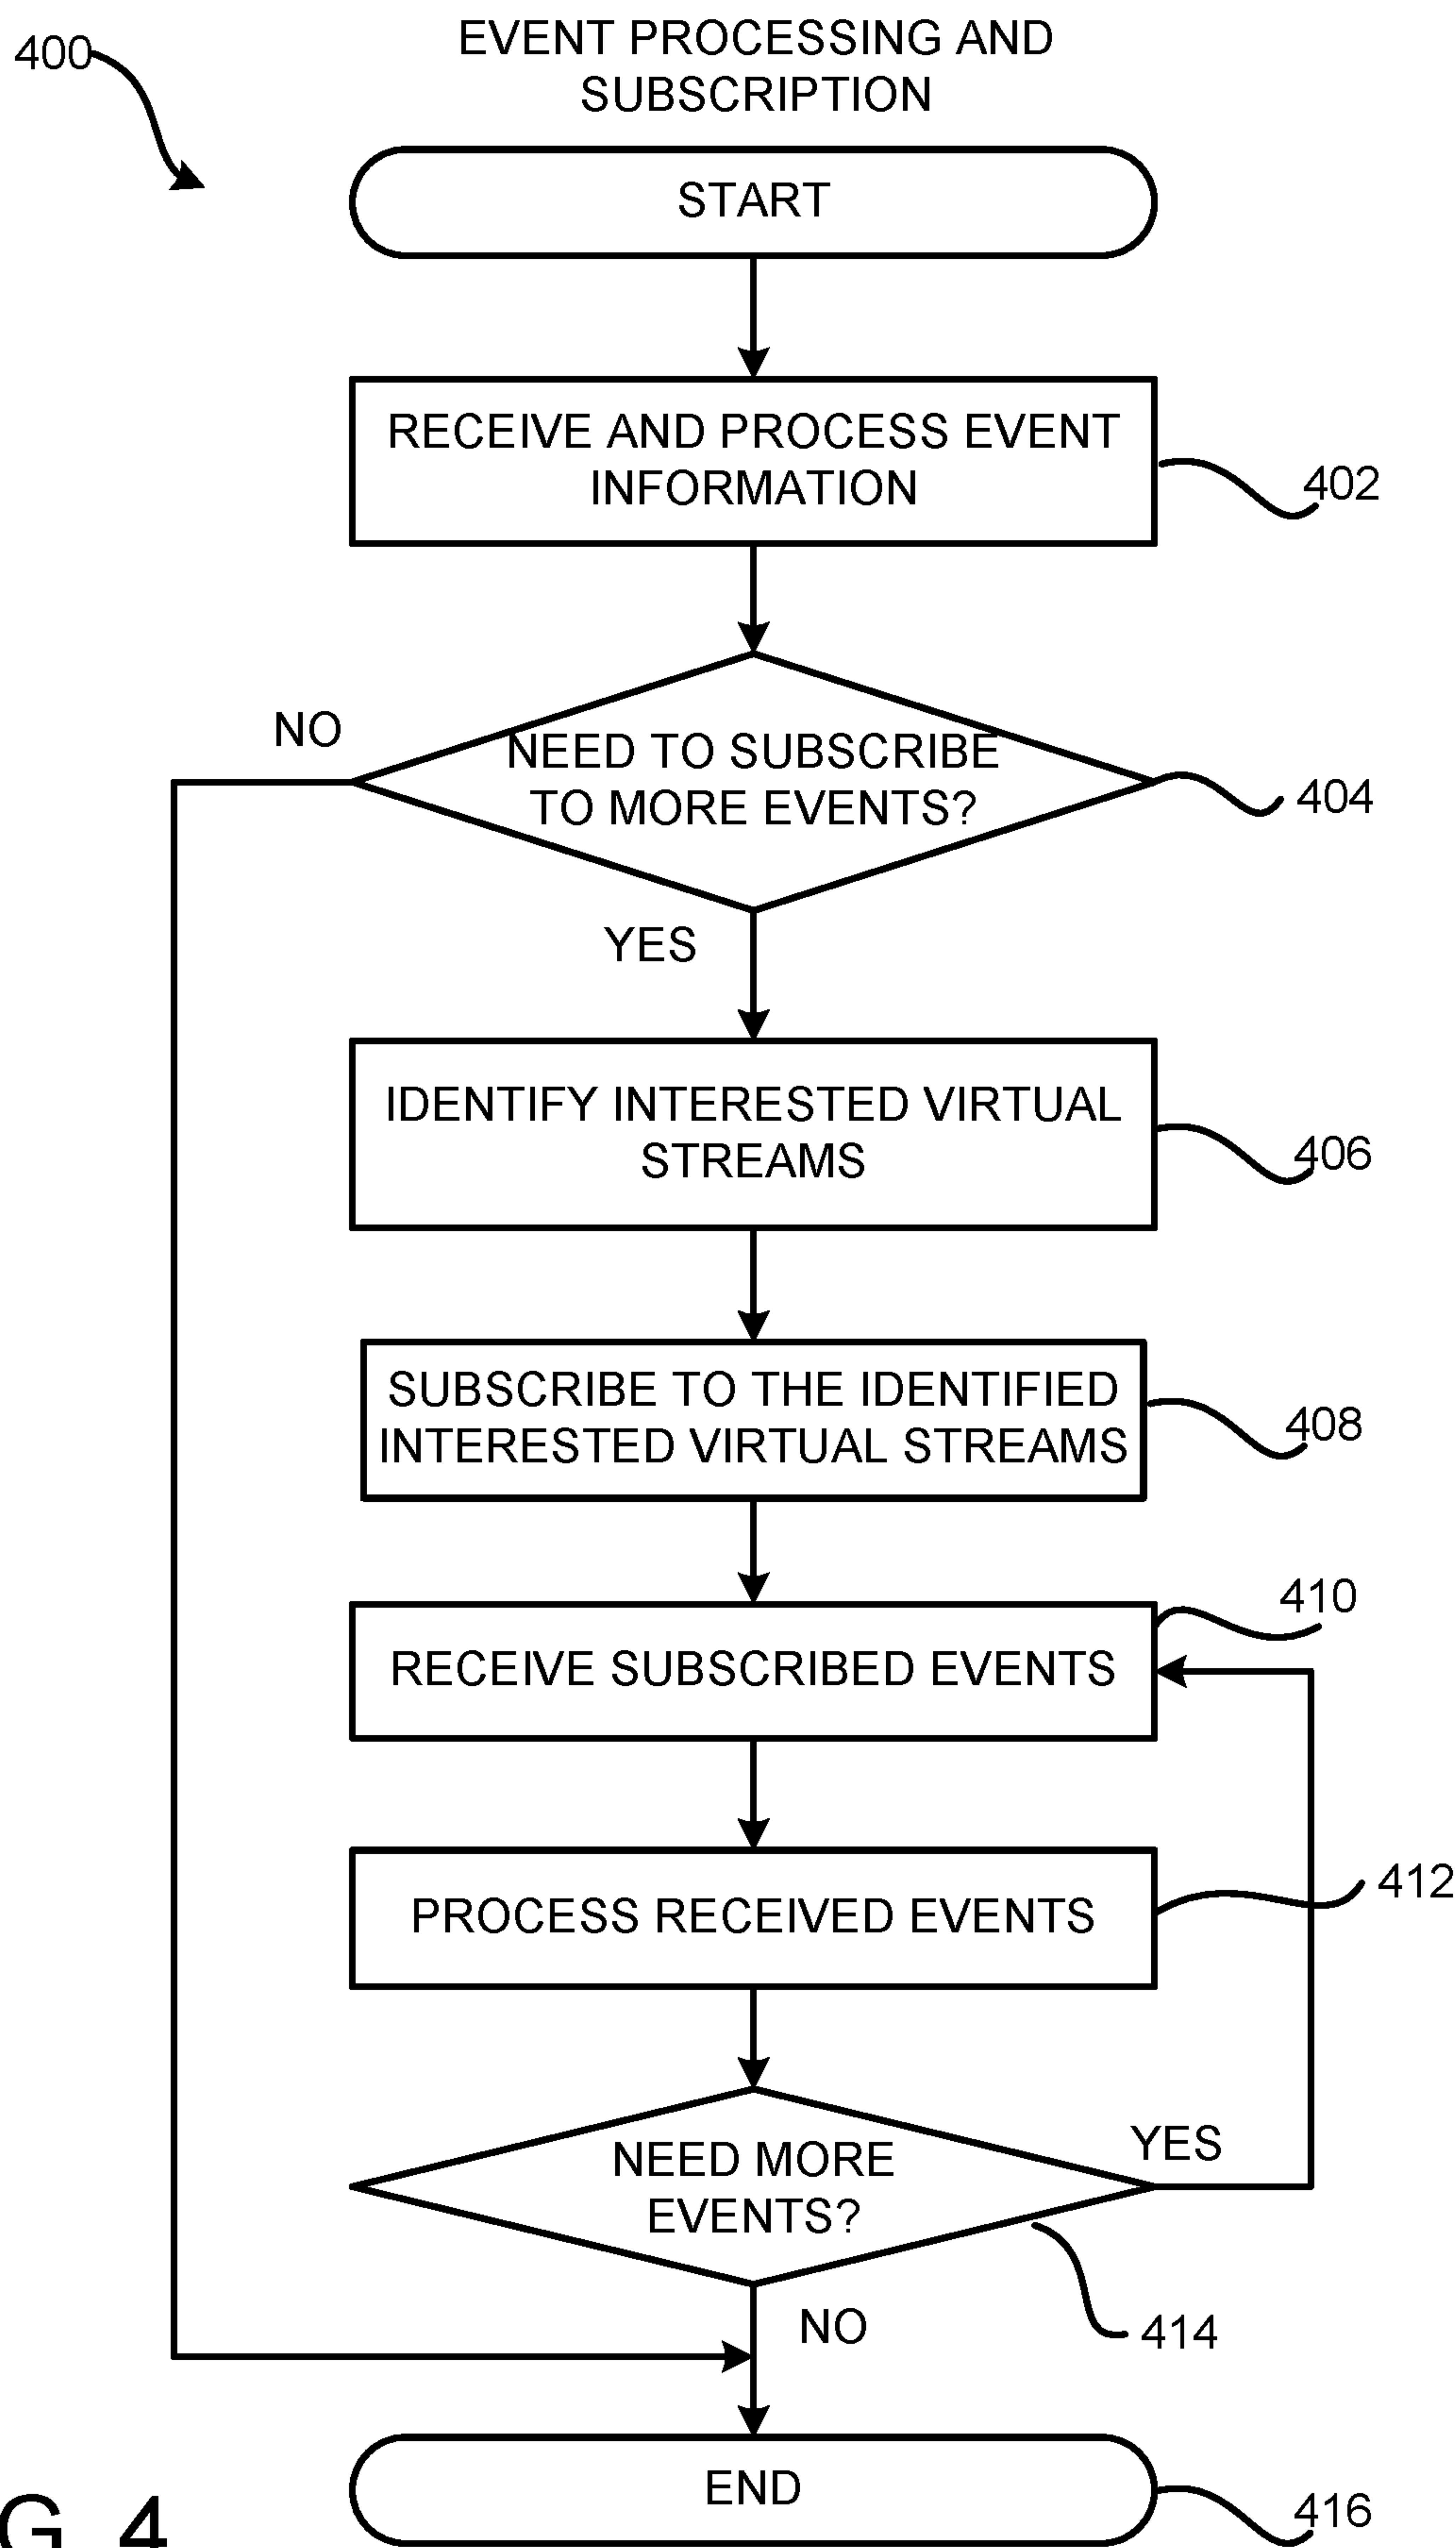 400
EVENT PROCESSING AND
SUBSCRIPTION
START
RECEIVE AND PROCESS EVENT
INFORMATION
402
NO
NEED TO SUBSCRIBE
TO MORE EVENTS?
404
YES
IDENTIFY INTERESTED VIRTUAL
STREAMS
406
SUBSCRIBE TO THE IDENTIFIED
INTERESTED VIRTUAL STREAMS
408
410
RECEIVE SUBSCRIBED EVENTS
PROCESS RECEIVED EVENTS
412
YES
NEED MORE
EVENTS?
NO
414
END
416
G. 4